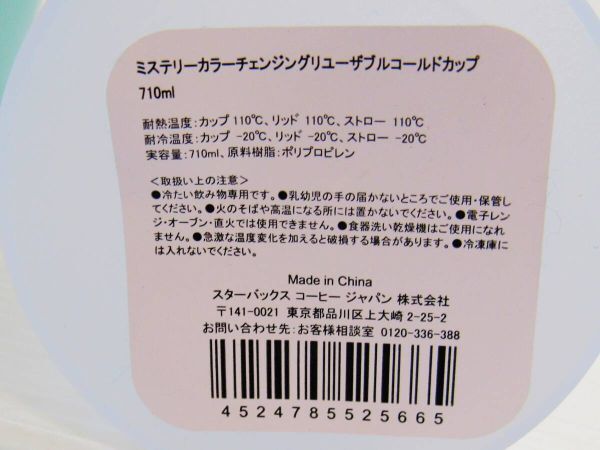 ミステリーカラーチェンジングリユーザブルコールドカップ
710ml
耐熱温度:カップ 110℃、リッド 110℃、ストロー 110℃
耐冷温度:カップ -20℃、リッド -20℃、ストロー -20℃
実容量:710ml、原料樹脂:ポリプロピレン
<取扱い上の注意>
●冷たい飲み物専用です。●乳幼児の手の届かないところでご使用・保管し
てください。●火のそばや高温になる所には置かないでください。●電子レン
ジ・オーブン・直火では使用できません。●食器洗い乾燥機はご使用になれ
ません。●急激な温度変化を加えると破損する場合があります。●冷凍庫に
は入れないでください。
Made in China
スターバックス コーヒー ジャパン 株式会社
〒141-0021 東京都品川区上大崎 2-25-2
お問い合わせ先:お客様相談室 0120-336-388
4524785525665